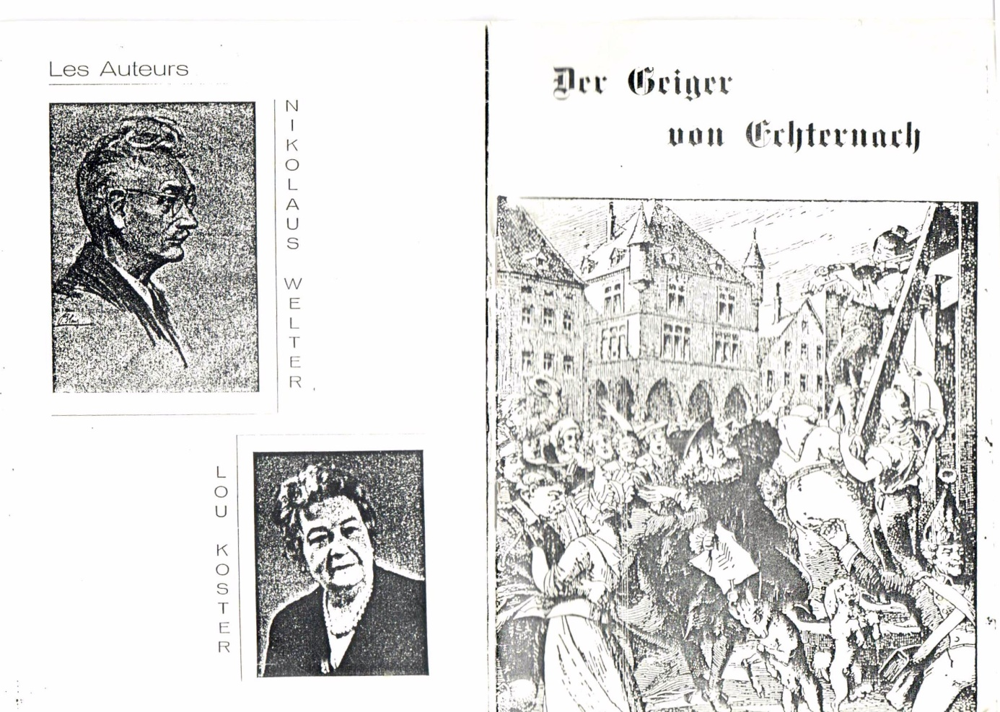 Les Auteurs
NIKOLAUS WELTER
LOU KOSTER
Der Geiger
von Echternach